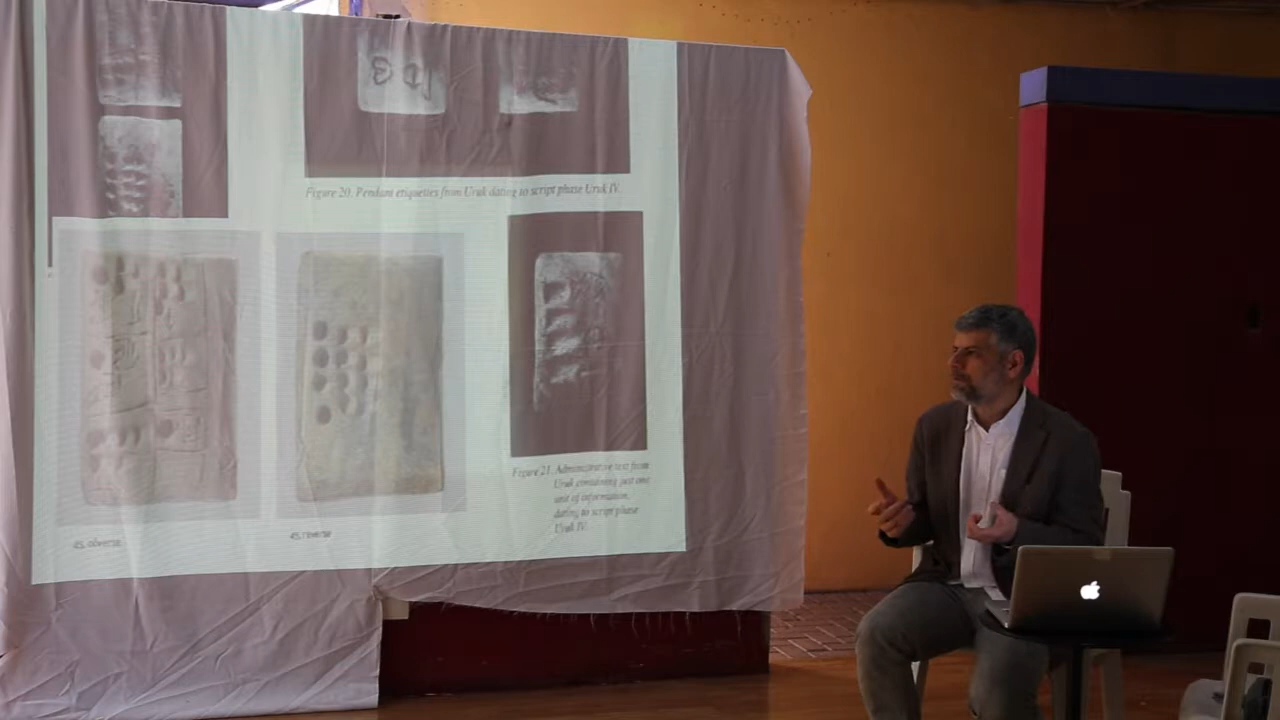 Figure 20. Pendant etiquettes from Uruk dating to script phase Uruk IV.
Figure 21. Administrative text from
Uruk containing just one
unit of information,
dating to script phase
Uruk IV.
45. obverse
45. reverse